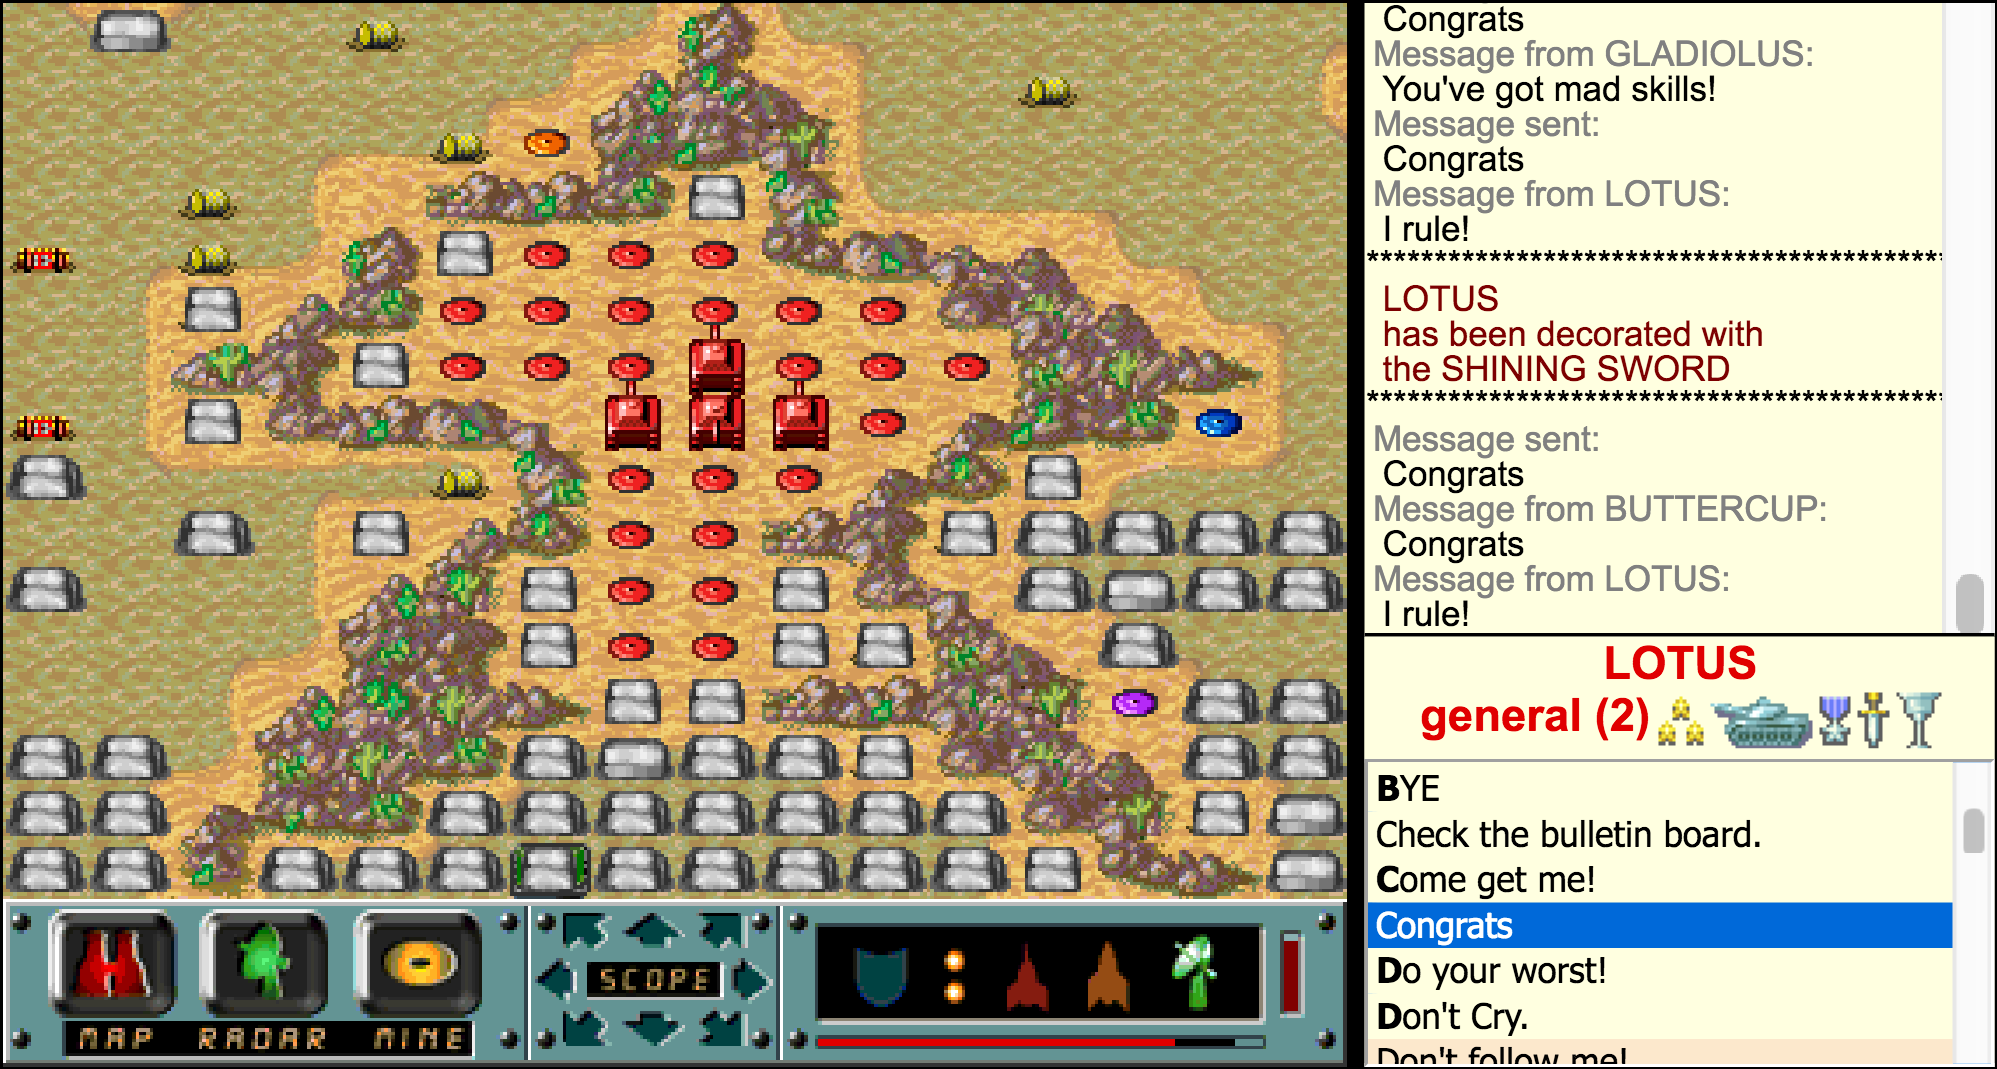 Congrats
Message from GLADIOLUS:
You've got mad skills!
Message sent:
Congrats
Message from LOTUS:
I rule!
*******************************************
LOTUS
has been decorated with
the SHINING SWORD
*******************************************
Message sent:
Congrats
Message from BUTTERCUP:
Congrats
Message from LOTUS:
I rule!
LOTUS
general (2)
BYE
Check the bulletin board.
Come get me!
Congrats
Do your worst!
Don't Cry.
Don't follow me!
MAP RADAR MINE
SCOPE